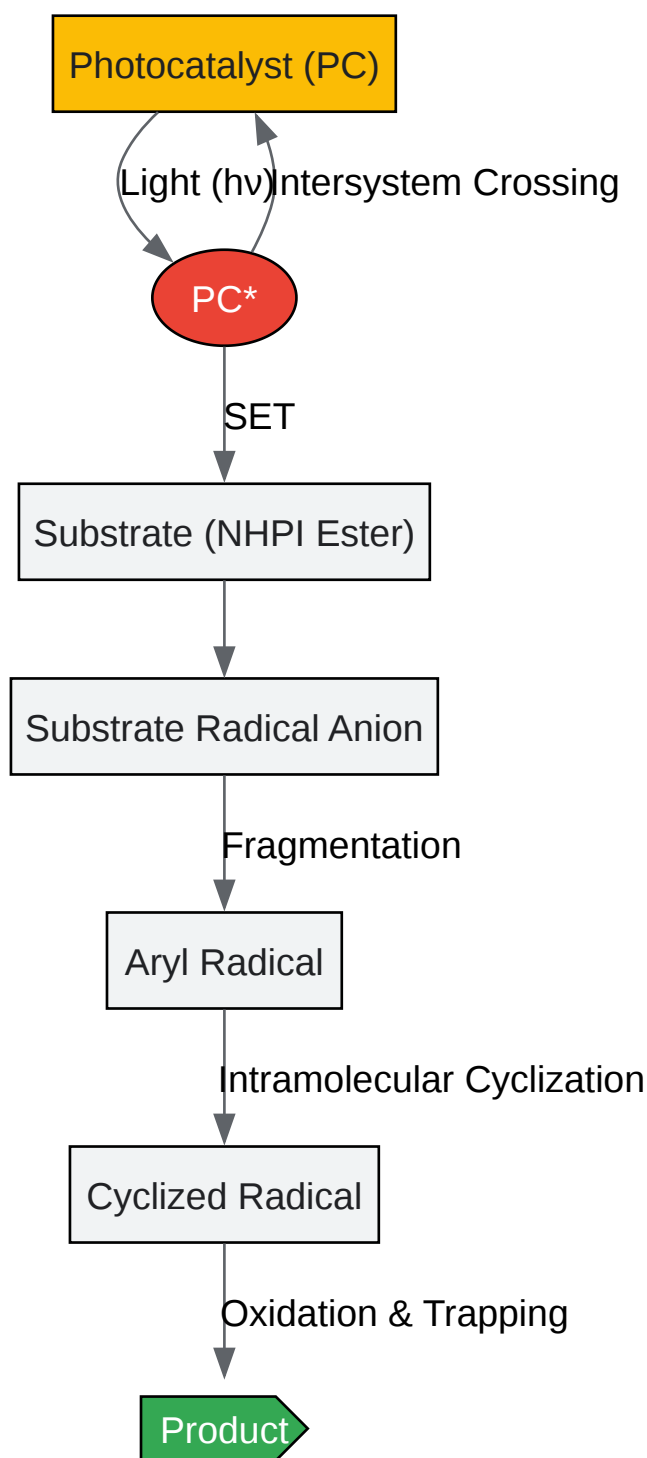 Photocatalyst (PC)
Light (hν)
Intersystem Crossing
PC*
SET
Substrate (NHPI Ester)
Substrate Radical Anion
Fragmentation
Aryl Radical
Intramolecular Cyclization
Cyclized Radical
Oxidation & Trapping
Product